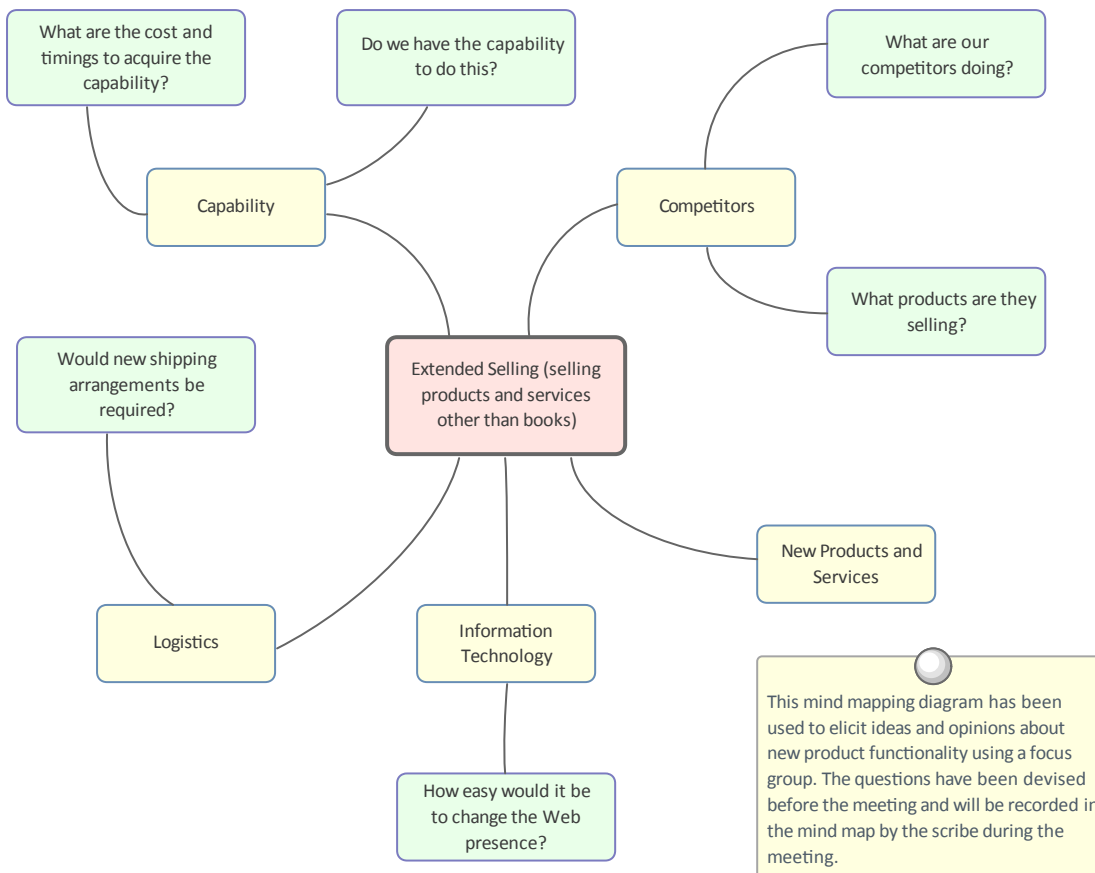 What are the cost and
timings to acquire the
capability?
Do we have the capability
to do this?
What are our
competitors doing?
Capability
Competitors
What products are they
selling?
Would new shipping
arrangements be
required?
Extended Selling (selling
products and services
other than books)
New Products and
Services
Logistics
Information
Technology
How easy would it be
to change the Web
presence?
This mind mapping diagram has been
used to elicit ideas and opinions about
new product functionality using a focus
group. The questions have been devised
before the meeting and will be recorded in
the mind map by the scribe during the
meeting.